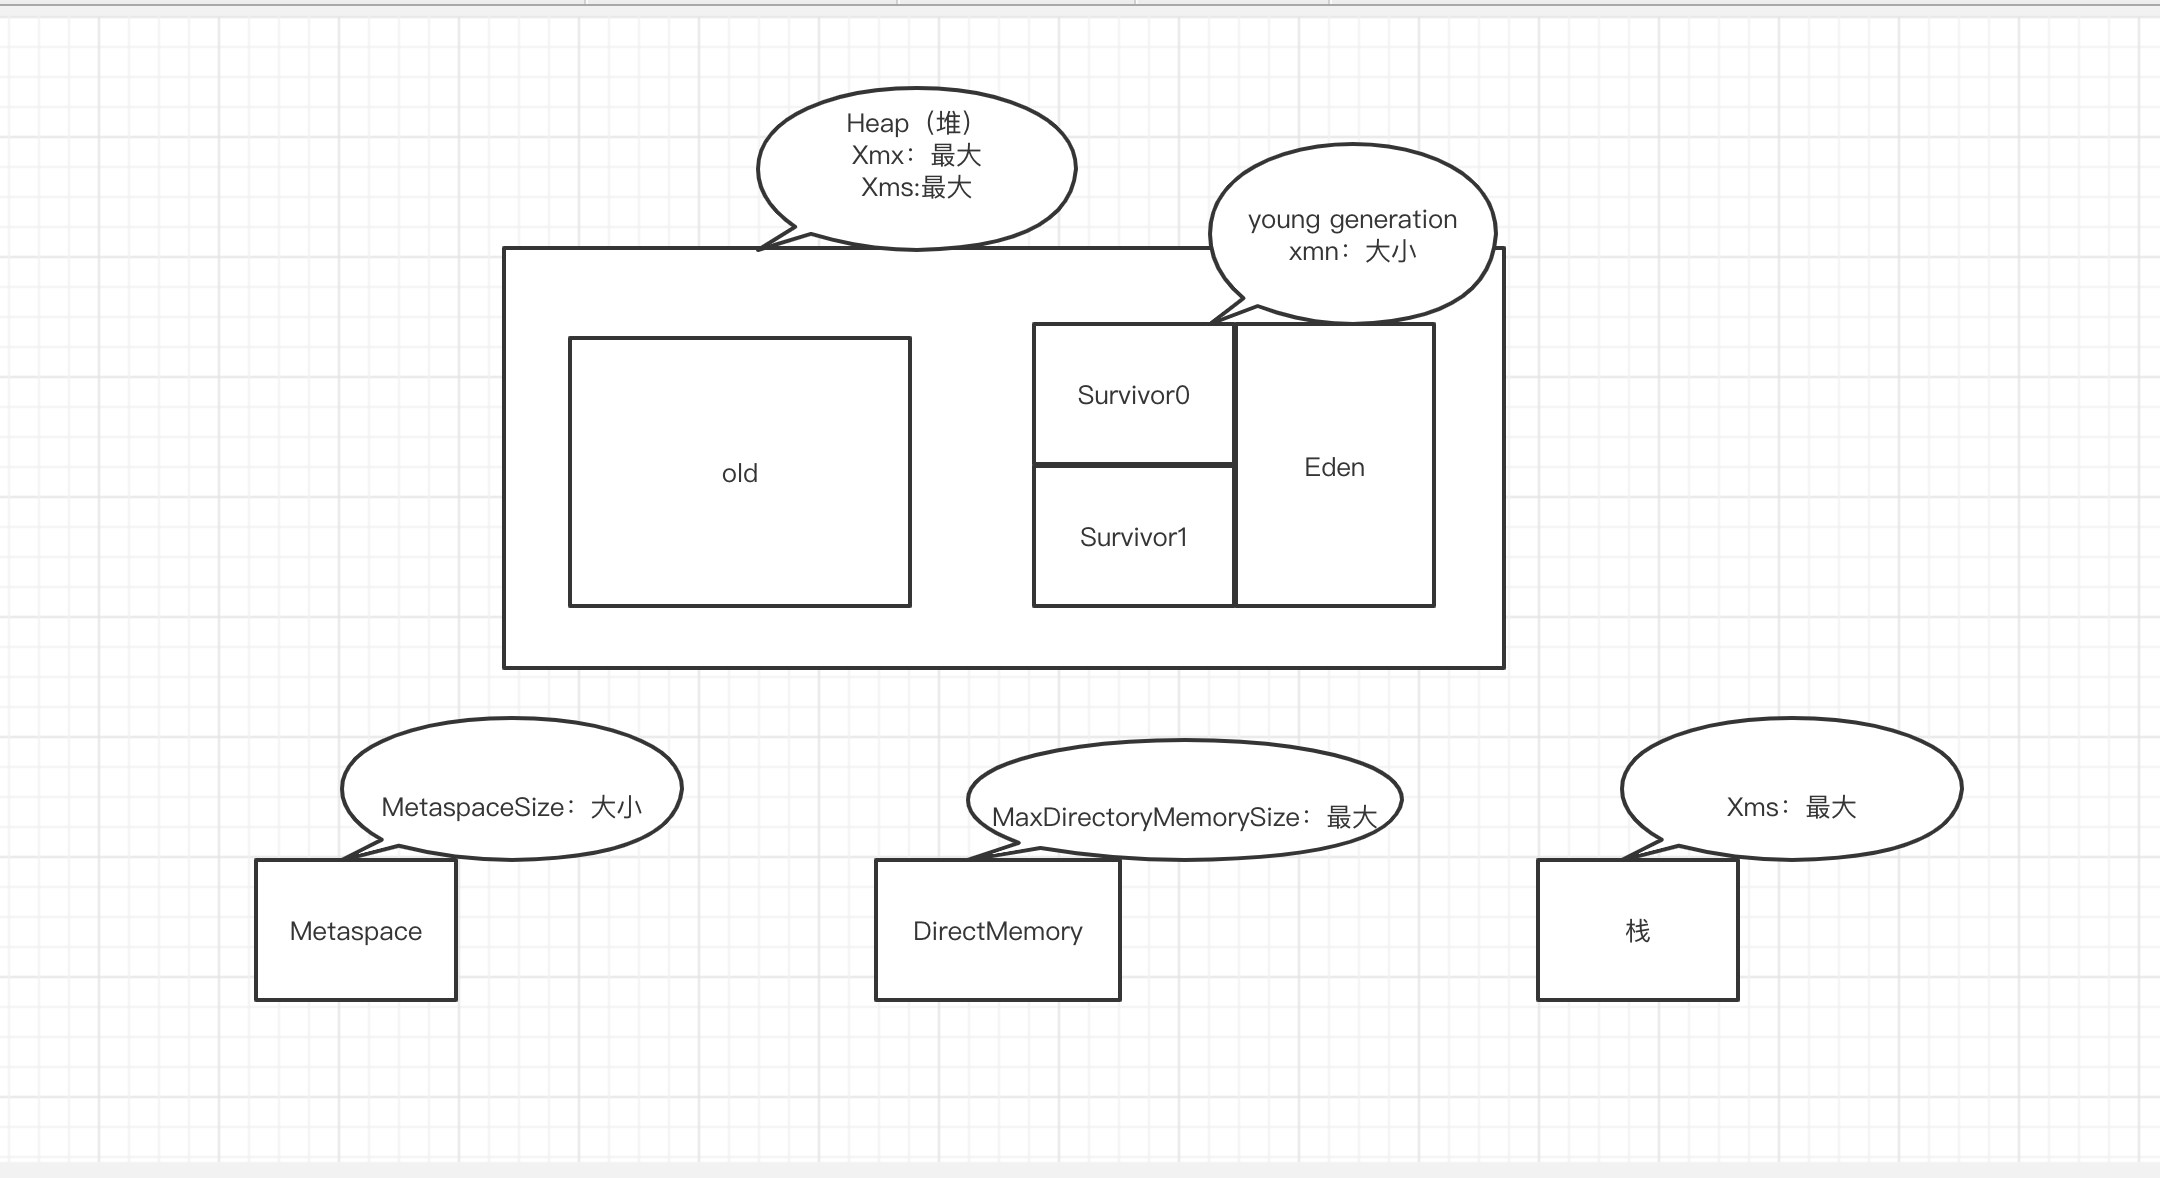 Heap（堆）
Xmx：最大
Xms:最大
young generation
xmn：大小
old
Survivor0
Survivor1
Eden
MetaspaceSize：大小
Metaspace
MaxDirectoryMemorySize：最大
DirectMemory
Xms：最大
栈